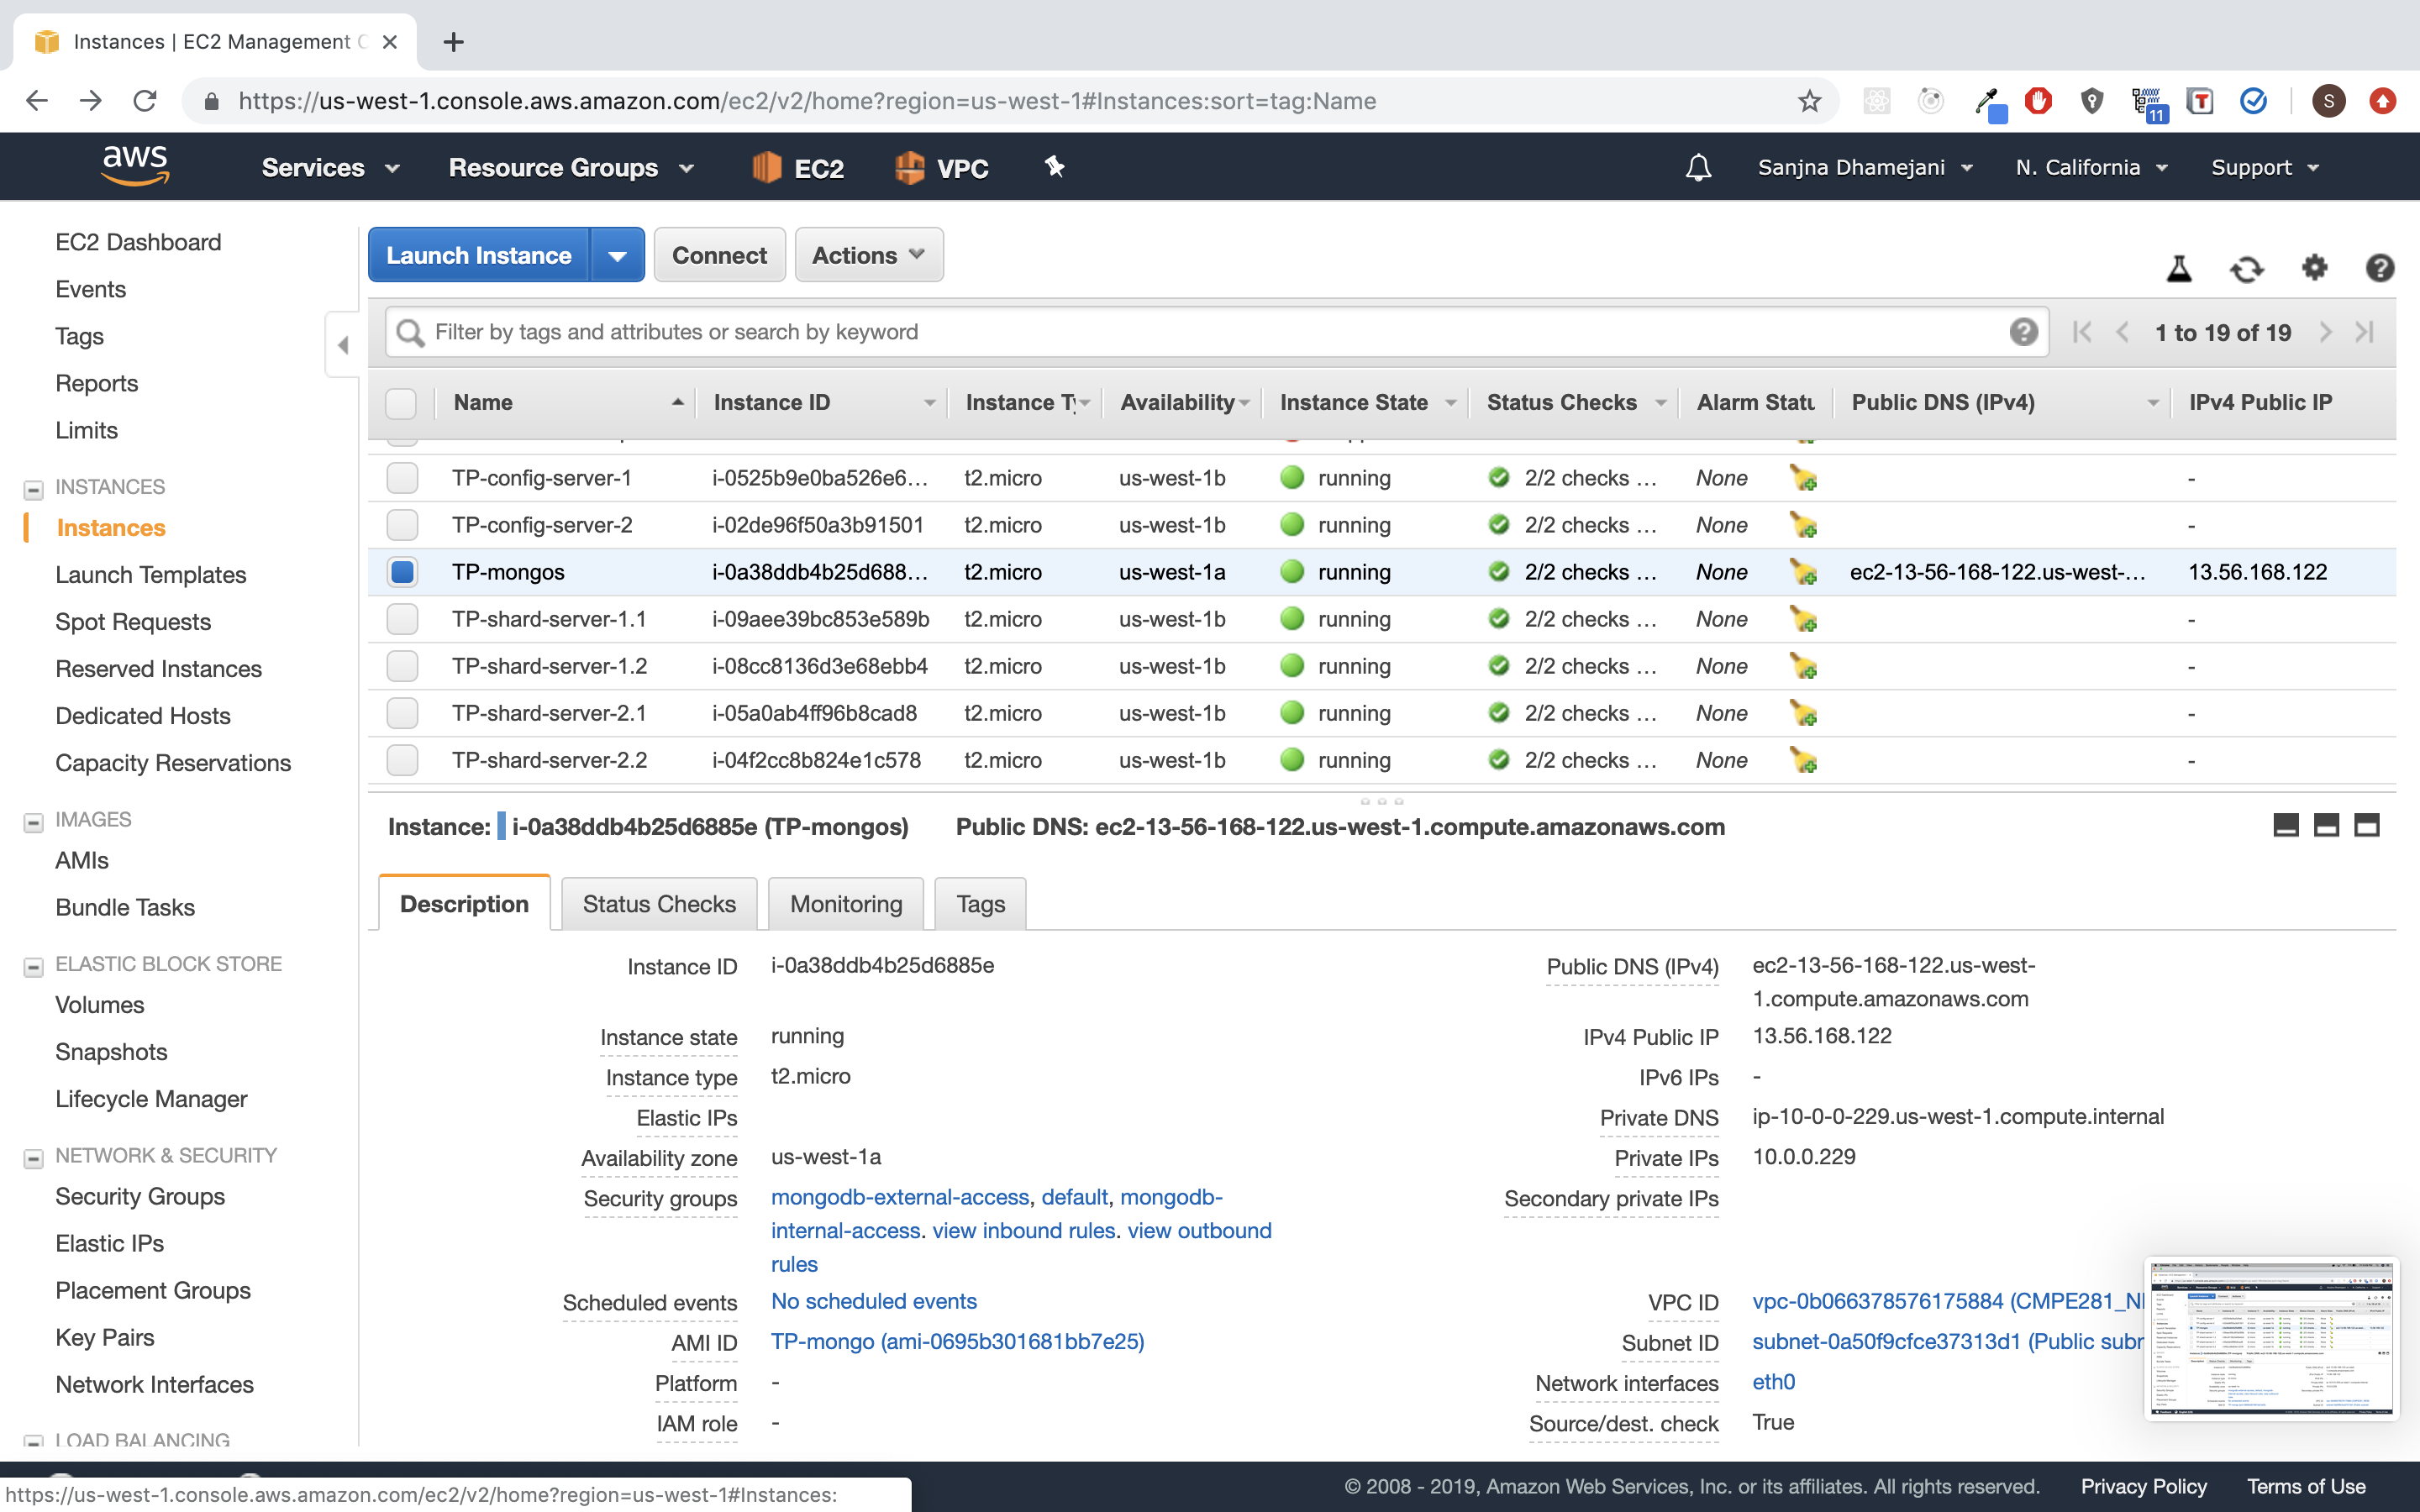 Instances | EC2 Management
https://us-west-1.console.aws.amazon.com/ec2/v2/home?region=us-west-1#Instances:sort=tag:Name
11
T
S
aws Services Resource Groups EC2 VPC Sanjna Dhamejani N. California Support
EC2 Dashboard
Events
Tags
Reports
Limits
INSTANCES
Instances
Launch Templates
Spot Requests
Reserved Instances
Dedicated Hosts
Capacity Reservations
IMAGES
AMIs
Bundle Tasks
ELASTIC BLOCK STORE
Volumes
Snapshots
Lifecycle Manager
NETWORK & SECURITY
Security Groups
Elastic IPs
Placement Groups
Key Pairs
Network Interfaces
LOAD BALANCING
Launch Instance Connect Actions
Filter by tags and attributes or search by keyword 1 to 19 of 19
Name Instance ID Instance Ty Availability Instance State Status Checks Alarm Statu Public DNS (IPv4) IPv4 Public IP
TP-config-server-1 i-0525b9e0ba526e6... t2.micro us-west-1b running 2/2 checks ... None -
TP-config-server-2 i-02de96f50a3b91501 t2.micro us-west-1b running 2/2 checks ... None -
TP-mongos i-0a38ddb4b25d688... t2.micro us-west-1a running 2/2 checks ... None ec2-13-56-168-122.us-west-... 13.56.168.122
TP-shard-server-1.1 i-09aee39bc853e589b t2.micro us-west-1b running 2/2 checks ... None -
TP-shard-server-1.2 i-08cc8136d3e68ebb4 t2.micro us-west-1b running 2/2 checks ... None -
TP-shard-server-2.1 i-05a0ab4ff96b8cad8 t2.micro us-west-1b running 2/2 checks ... None -
TP-shard-server-2.2 i-04f2cc8b824e1c578 t2.micro us-west-1b running 2/2 checks ... None -
Instance: i-0a38ddb4b25d6885e (TP-mongos) Public DNS: ec2-13-56-168-122.us-west-1.compute.amazonaws.com
Description Status Checks Monitoring Tags
Instance ID i-0a38ddb4b25d6885e
Instance state running
Instance type t2.micro
Elastic IPs
Availability zone us-west-1a
Security groups mongodb-external-access, default, mongodb-
internal-access. view inbound rules. view outbound
rules
Scheduled events No scheduled events
AMI ID TP-mongo (ami-0695b301681bb7e25)
Platform -
IAM role -
Public DNS (IPv4) ec2-13-56-168-122.us-west-
1.compute.amazonaws.com
IPv4 Public IP 13.56.168.122
IPv6 IPs -
Private DNS ip-10-0-0-229.us-west-1.compute.internal
Private IPs 10.0.0.229
Secondary private IPs
VPC ID vpc-0b066378576175884 (CMPE281_N
Subnet ID subnet-0a50f9cfce37313d1 (Public subn
Network interfaces eth0
Source/dest. check True
https://us-west-1.console.aws.amazon.com/ec2/v2/home?region=us-west-1#Instances:
© 2008 - 2019, Amazon Web Services, Inc. or its affiliates. All rights reserved. Privacy Policy Terms of Use